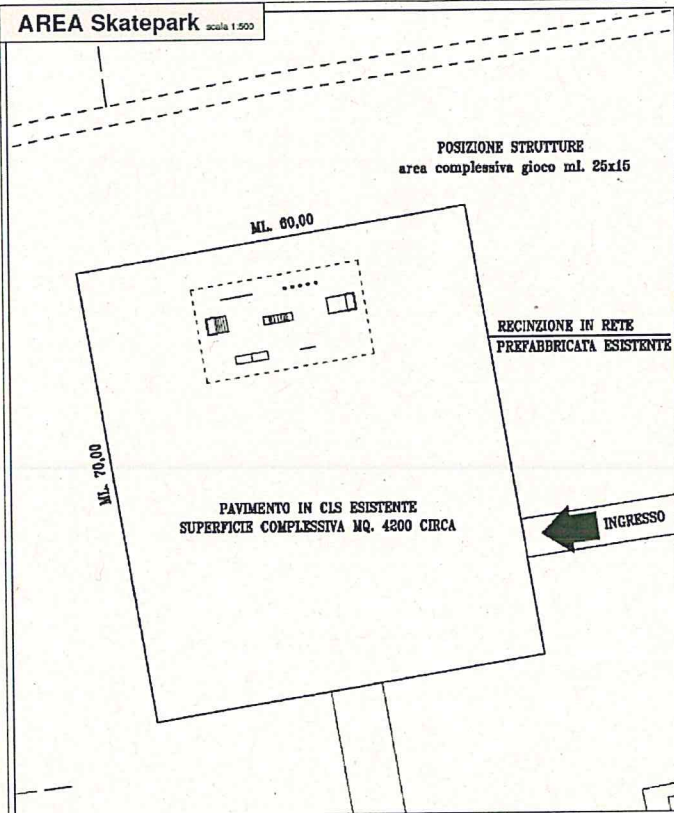 AREA Skatepark scala 1:500
POSIZIONE STRUTTURE
area complessiva gioco ml. 25x15
ML. 60,00
RECINZIONE IN RETE
PREFABBRICATA ESISTENTE
ML. 70,00
PAVIMENTO IN CLS ESISTENTE
SUPERFICIE COMPLESSIVA MQ. 4200 CIRCA
INGRESSO